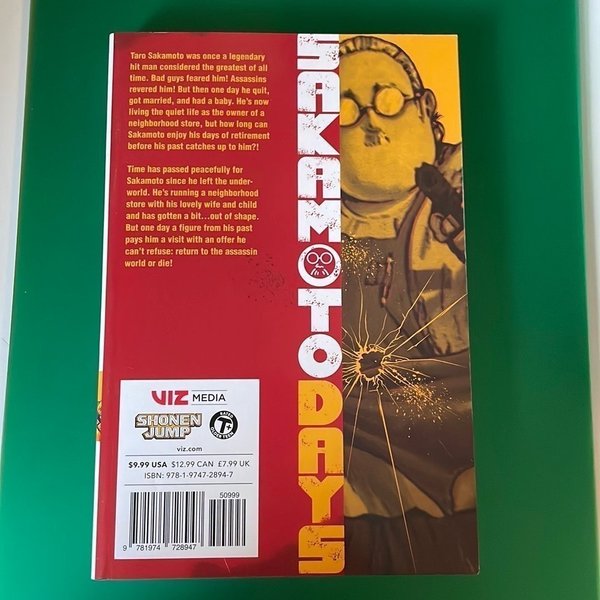 Taro Sakamoto was once a legendary
hit man considered the greatest of all
time. Bad guys feared him! Assassins
revered him! But then one day he quit,
got married, and had a baby. He's now
living the quiet life as the owner of a
neighborhood store, but how long can
Sakamoto enjoy his days of retirement
before his past catches up to him?!
Time has passed peacefully for
Sakamoto since he left the under-
world. He's running a neighborhood
store with his lovely wife and child
and has gotten a bit...out of shape.
But one day a figure from his past
pays him a visit with an offer he
can't refuse: return to the assassin
world or die!
SAKAMOTO DAYS
VIZ MEDIA
SHONEN
JUMP
RATED
T+
OLDER TEEN
viz.com
$9.99 USA $12.99 CAN £7.99 UK
ISBN: 978-1-9747-2894-7
50999
9 781974 728947